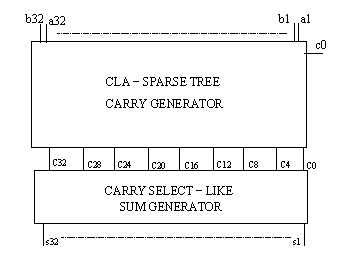 b32 a32 b1 a1
c0
CLA – SPARSE TREE
CARRY GENERATOR
C32 C28 C24 C20 C16 C12 C8 C4 C0
CARRY SELECT – LIKE
SUM GENERATOR
s32 s1